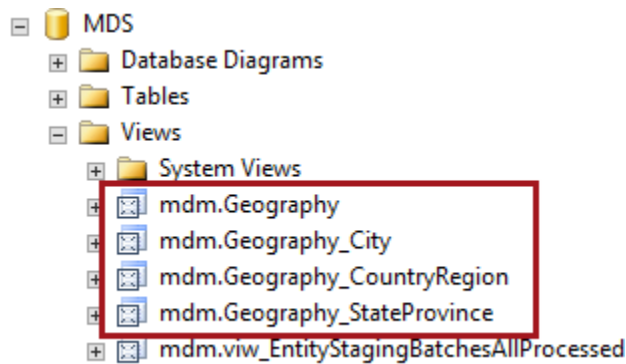 MDS
Database Diagrams
Tables
Views
System Views
mdm.Geography
mdm.Geography_City
mdm.Geography_CountryRegion
mdm.Geography_StateProvince
mdm.viw_EntityStagingBatchesAllProcessed